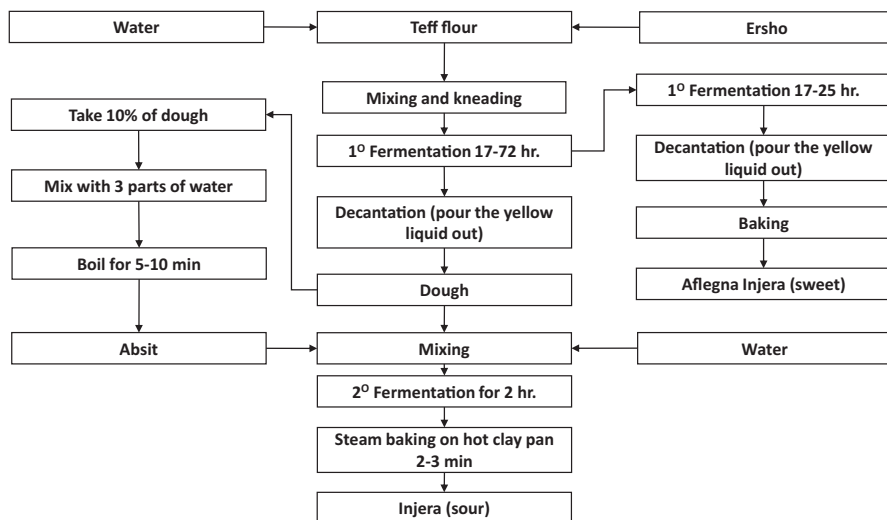 Water
Teff flour
Ersho
Mixing and kneading
1⁰ Fermentation 17-25 hr.
Take 10% of dough
1⁰ Fermentation 17-72 hr.
Decantation (pour the yellow
liquid out)
Mix with 3 parts of water
Decantation (pour the yellow
liquid out)
Baking
Boil for 5-10 min
Dough
Aflegna Injera (sweet)
Absit
Mixing
Water
2⁰ Fermentation for 2 hr.
Steam baking on hot clay pan
2-3 min
Injera (sour)